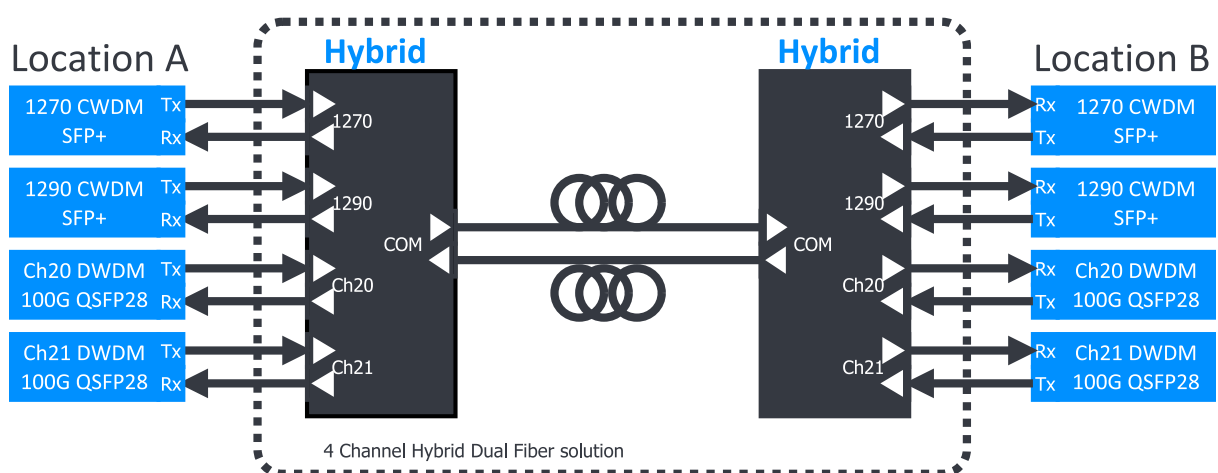 Location A
Hybrid
Hybrid
Location B
1270 CWDM
SFP+
Tx
Rx
1270
1270
Rx
Tx
1270 CWDM
SFP+
1290 CWDM
SFP+
Tx
Rx
1290
1290
Rx
Tx
1290 CWDM
SFP+
COM
COM
Ch20 DWDM
100G QSFP28
Tx
Rx
Ch20
Ch20
Rx
Tx
Ch20 DWDM
100G QSFP28
Ch21 DWDM
100G QSFP28
Tx
Rx
Ch21
Ch21
Rx
Tx
Ch21 DWDM
100G QSFP28
4 Channel Hybrid Dual Fiber solution